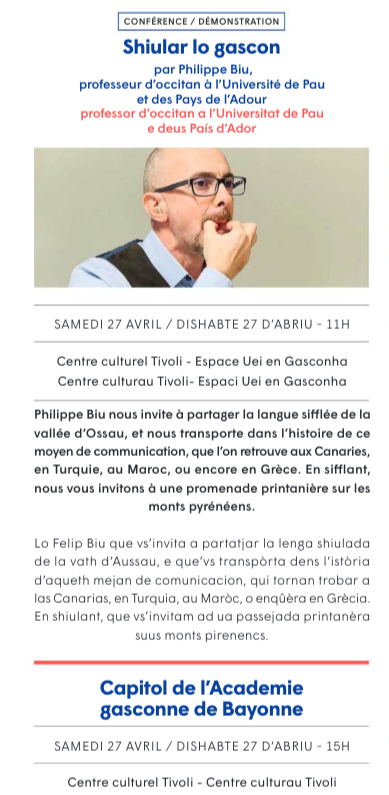 CONFÉRENCE / DÉMONSTRATION
Shiular lo gascon
par Philippe Biu,
professeur d'occitan à l'Université de Pau
et des Pays de l'Adour
professor d'occitan a l'Universitat de Pau
e deus País d'Ador
SAMEDI 27 AVRIL / DISHABTE 27 D'ABRIU - 11H
Centre culturel Tivoli - Espace Uei en Gasconha
Centre culturau Tivoli- Espaci Uei en Gasconha
Philippe Biu nous invite à partager la langue sifflée de la
vallée d'Ossau, et nous transporte dans l'histoire de ce
moyen de communication, que l'on retrouve aux Canaries,
en Turquie, au Maroc, ou encore en Grèce. En sifflant,
nous vous invitons à une promenade printanière sur les
monts pyrénéens.
Lo Felip Biu que vs'invita a partatjar la lenga shiulada
de la vath d'Aussau, e que'vs transpòrta dens l'istòria
d'aqueth mejan de comunicacion, qui tornan trobar a
las Canarias, en Turquia, au Maròc, o enqûèra en Grècia.
En shiulant, que vs'invitam ad ua passejada printanèra
suus monts pirenencs.
Capitol de l'Academie
gasconne de Bayonne
SAMEDI 27 AVRIL / DISHABTE 27 D'ABRIU - 15H
Centre culturel Tivoli - Centre culturau Tivoli